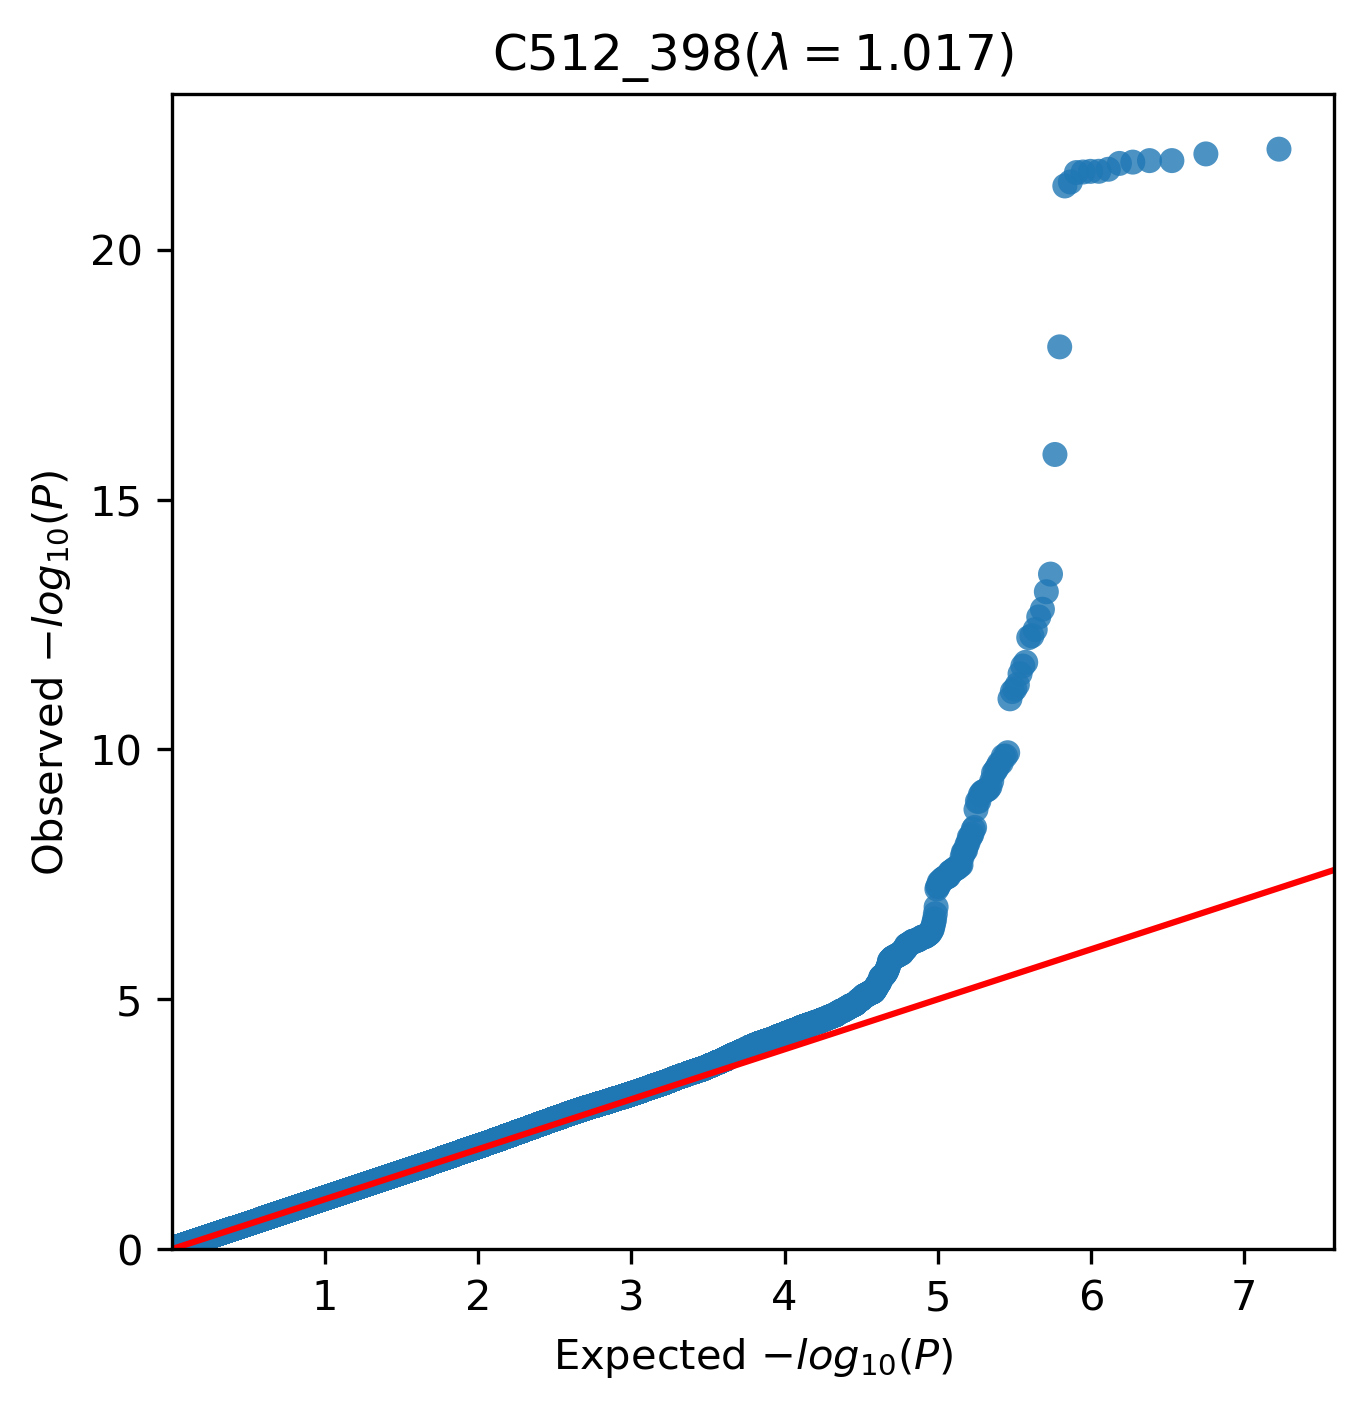 C512_398(λ = 1.017)
Observed −log₁₀(P)
20
15
10
5
0
1 2 3 4 5 6 7
Expected −log₁₀(P)